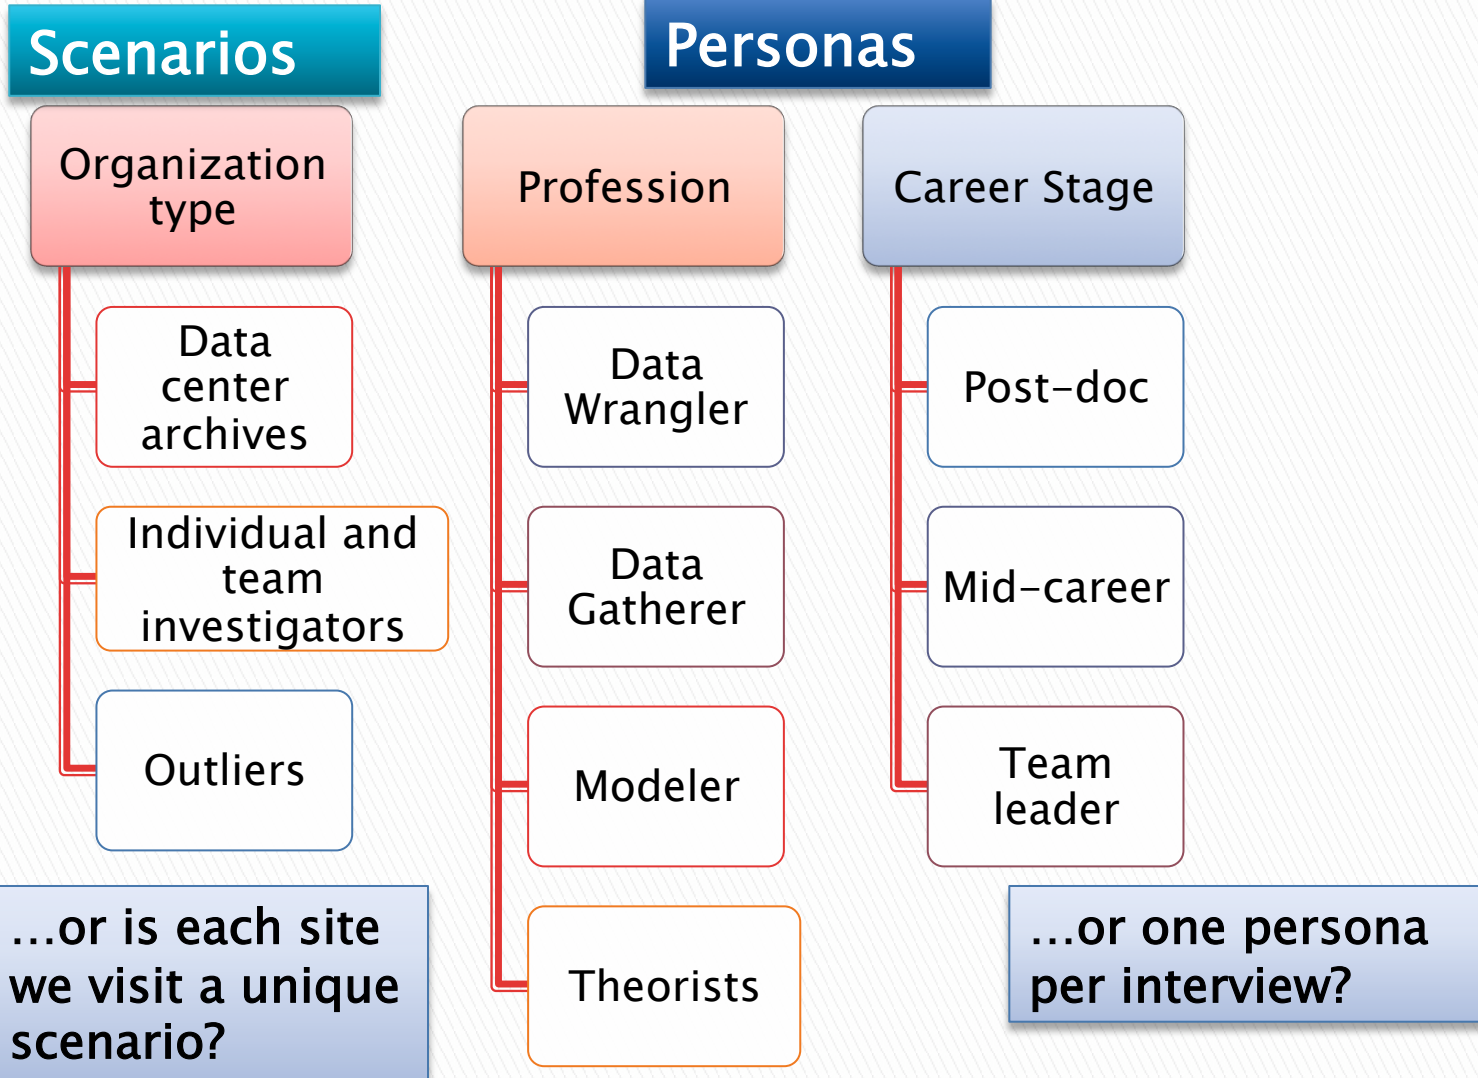 Scenarios
Personas
Organization
type
Data
center
archives
Individual and
team
investigators
Outliers
...or is each site
we visit a unique
scenario?
Profession
Data
Wrangler
Data
Gatherer
Modeler
Theorists
Career Stage
Post-doc
Mid-career
Team
leader
...or one persona
per interview?